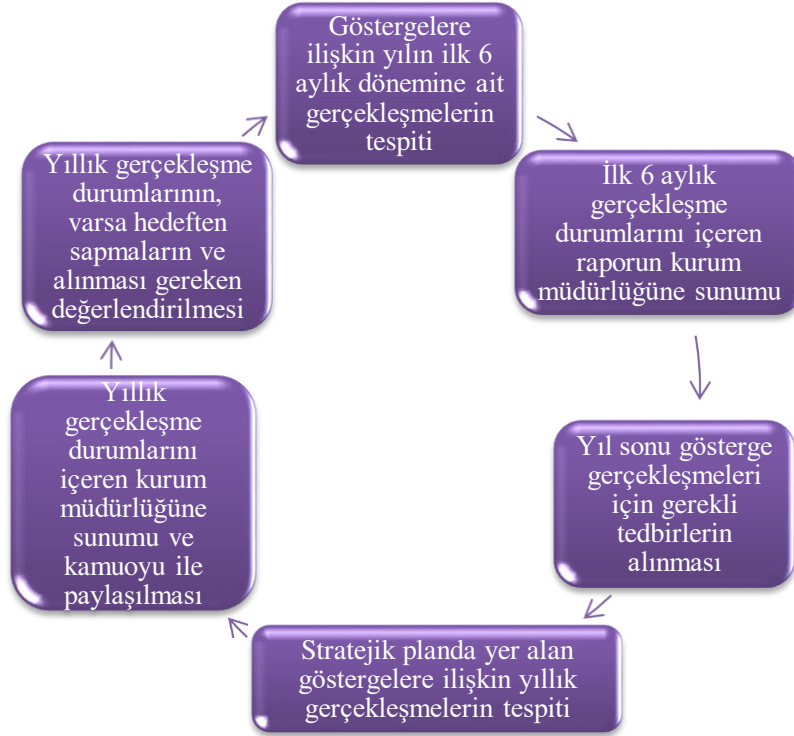 Göstergelere
ilişkin yılın ilk 6
aylık dönemine ait
gerçekleşmelerin
tespiti
İlk 6 aylık
gerçekleşme
durumlarını içeren
raporun kurum
müdürlüğüne sunumu
Yıl sonu gösterge
gerçekleşmeleri
için gerekli
tedbirlerin
alınması
Stratejik planda yer alan
göstergelere ilişkin yıllık
gerçekleşmelerin tespiti
Yıllık
gerçekleşme
durumlarını
içeren kurum
müdürlüğüne
sunumu ve
kamuoyu ile
paylaşılması
Yıllık gerçekleşme
durumlarının,
varsa hedeften
sapmaların ve
alınması gereken
değerlendirilmesi